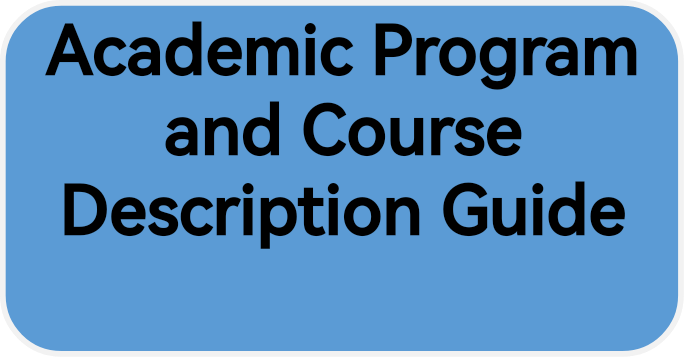 Academic Program
and Course
Description Guide